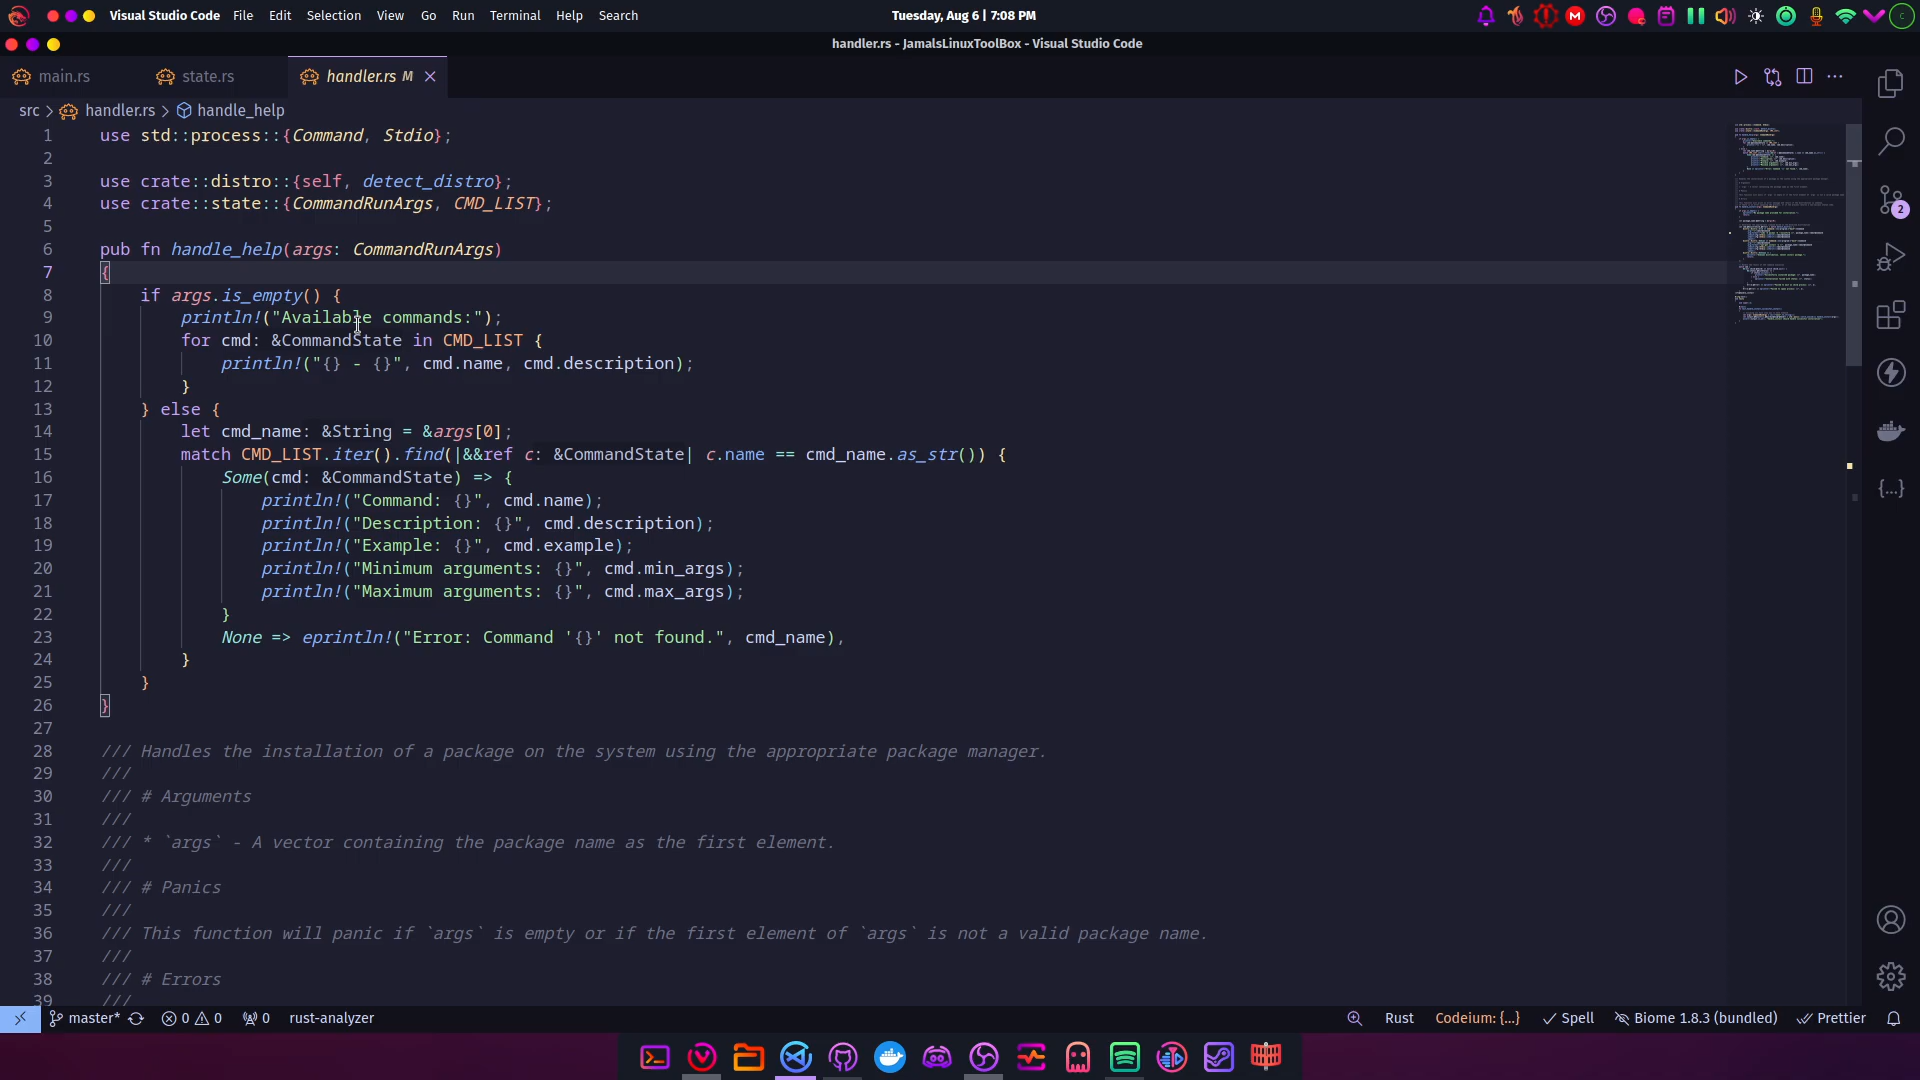 Visual Studio Code File Edit Selection View Go Run Terminal Help Search Tuesday, Aug 6 | 7:08 PM
handler.rs - JamalsLinuxToolBox - Visual Studio Code
main.rs state.rs handler.rs M
src > handler.rs > handle_help
1 use std::process::{Command, Stdio};
2
3 use crate::distro::{self, detect_distro};
4 use crate::state::{CommandRunArgs, CMD_LIST};
5
6 pub fn handle_help(args: CommandRunArgs)
7 {
8 if args.is_empty() {
9 println!("Available commands:");
10 for cmd: &CommandState in CMD_LIST {
11 println!("{} - {}", cmd.name, cmd.description);
12 }
13 } else {
14 let cmd_name: &String = &args[0];
15 match CMD_LIST.iter().find(|&&ref c: &CommandState| c.name == cmd_name.as_str()) {
16 Some(cmd: &CommandState) => {
17 println!("Command: {}", cmd.name);
18 println!("Description: {}", cmd.description);
19 println!("Example: {}", cmd.example);
20 println!("Minimum arguments: {}", cmd.min_args);
21 println!("Maximum arguments: {}", cmd.max_args);
22 }
23 None => eprintln!("Error: Command '{}' not found.", cmd_name),
24 }
25 }
26 }
27
28 /// Handles the installation of a package on the system using the appropriate package manager.
29 ///
30 /// # Arguments
31 ///
32 /// * `args` - A vector containing the package name as the first element.
33 ///
34 /// # Panics
35 ///
36 /// This function will panic if `args` is empty or if the first element of `args` is not a valid package name.
37 ///
38 /// # Errors
39 ///
2
{...}
master* 0 0 0 rust-analyzer Rust Codeium: {...} Spell Biome 1.8.3 (bundled) Prettier